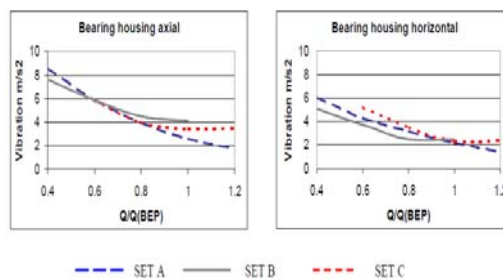 Bearing housing axial
Vibration m/s2
10
8
6
4
2
0
0.4 0.6 0.8 1 1.2
Q/Q(BEP)
Bearing housing horizontal
Vibration m/s2
10
8
6
4
2
0
0.4 0.6 0.8 1 1.2
Q/Q(BEP)
SET A SET B SET C